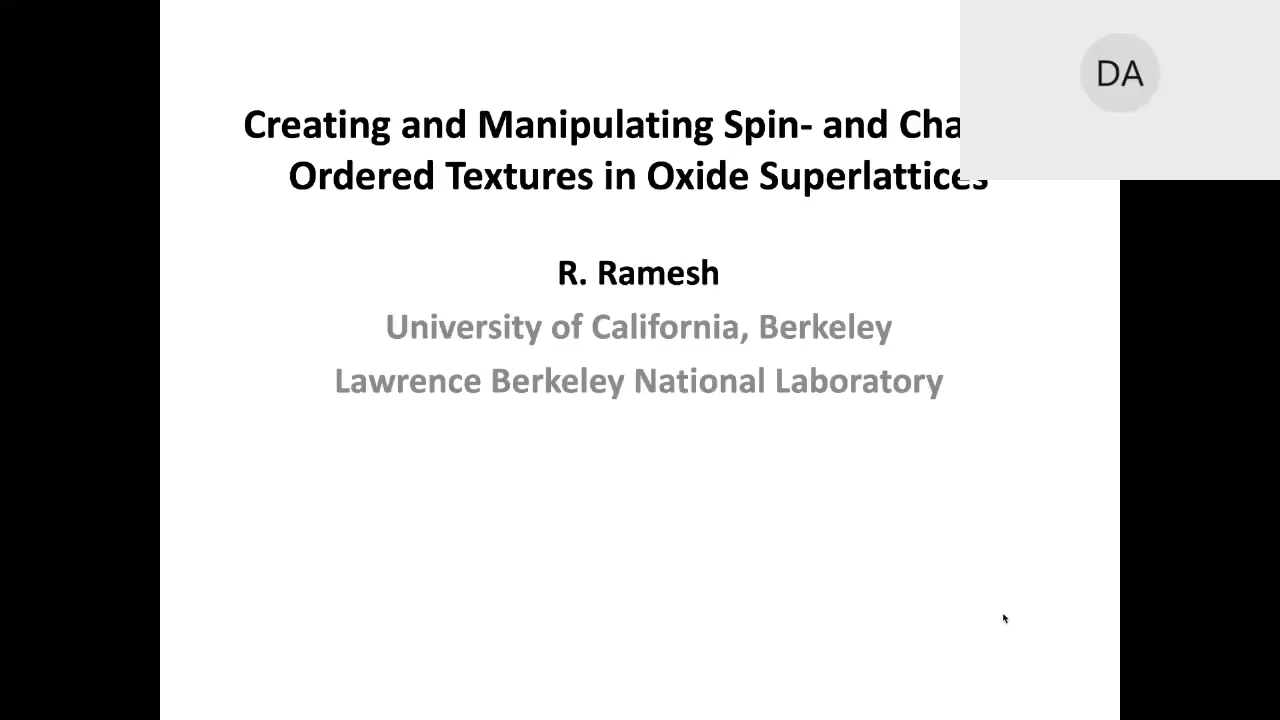 Creating and Manipulating Spin- and Cha
Ordered Textures in Oxide Superlattices
R. Ramesh
University of California, Berkeley
Lawrence Berkeley National Laboratory
DA